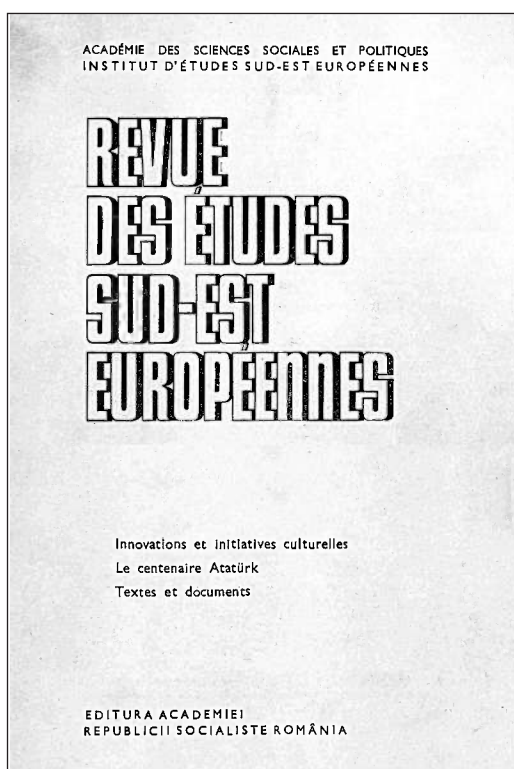 ACADÉMIE DES SCIENCES SOCIALES ET POLITIQUES
INSTITUT D'ÉTUDES SUD-EST EUROPÉENNES
REVUE
DES ÉTUDES
SUD-EST
EUROPÉENNES
Innovations et initiatives culturelles
Le centenaire Atatürk
Textes et documents
EDITURA ACADEMIEI
REPUBLICII SOCIALISTE ROMÂNIA